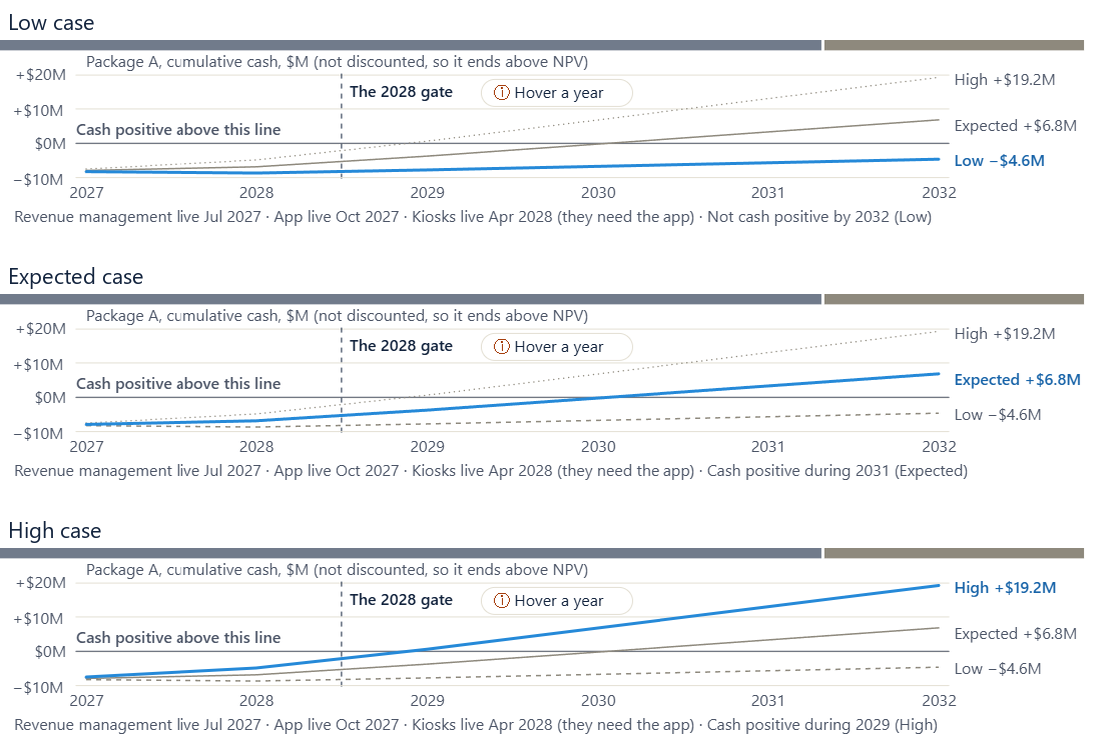 Low case
Package A, cumulative cash, $M (not discounted, so it ends above NPV)
+$20M
The 2028 gate
Hover a year
High +$19.2M
+$10M
Cash positive above this line
Expected +$6.8M
$0M
Low −$4.6M
−$10M
2027 2028 2029 2030 2031 2032
Revenue management live Jul 2027 · App live Oct 2027 · Kiosks live Apr 2028 (they need the app) · Not cash positive by 2032 (Low)
Expected case
Package A, cumulative cash, $M (not discounted, so it ends above NPV)
+$20M
The 2028 gate
Hover a year
High +$19.2M
+$10M
Cash positive above this line
Expected +$6.8M
$0M
Low −$4.6M
−$10M
2027 2028 2029 2030 2031 2032
Revenue management live Jul 2027 · App live Oct 2027 · Kiosks live Apr 2028 (they need the app) · Cash positive during 2031 (Expected)
High case
Package A, cumulative cash, $M (not discounted, so it ends above NPV)
+$20M
The 2028 gate
Hover a year
High +$19.2M
+$10M
Cash positive above this line
Expected +$6.8M
$0M
Low −$4.6M
−$10M
2027 2028 2029 2030 2031 2032
Revenue management live Jul 2027 · App live Oct 2027 · Kiosks live Apr 2028 (they need the app) · Cash positive during 2029 (High)